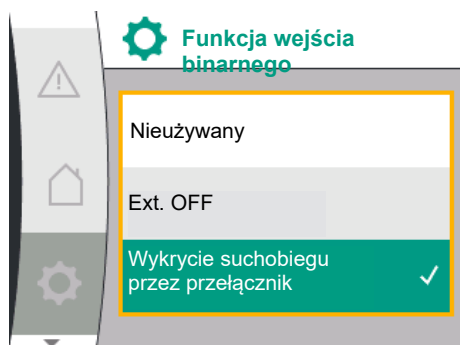 Funkcja wejścia
binarnego
Nieużywany
Ext. OFF
Wykrycie suchobiegu
przez przełącznik